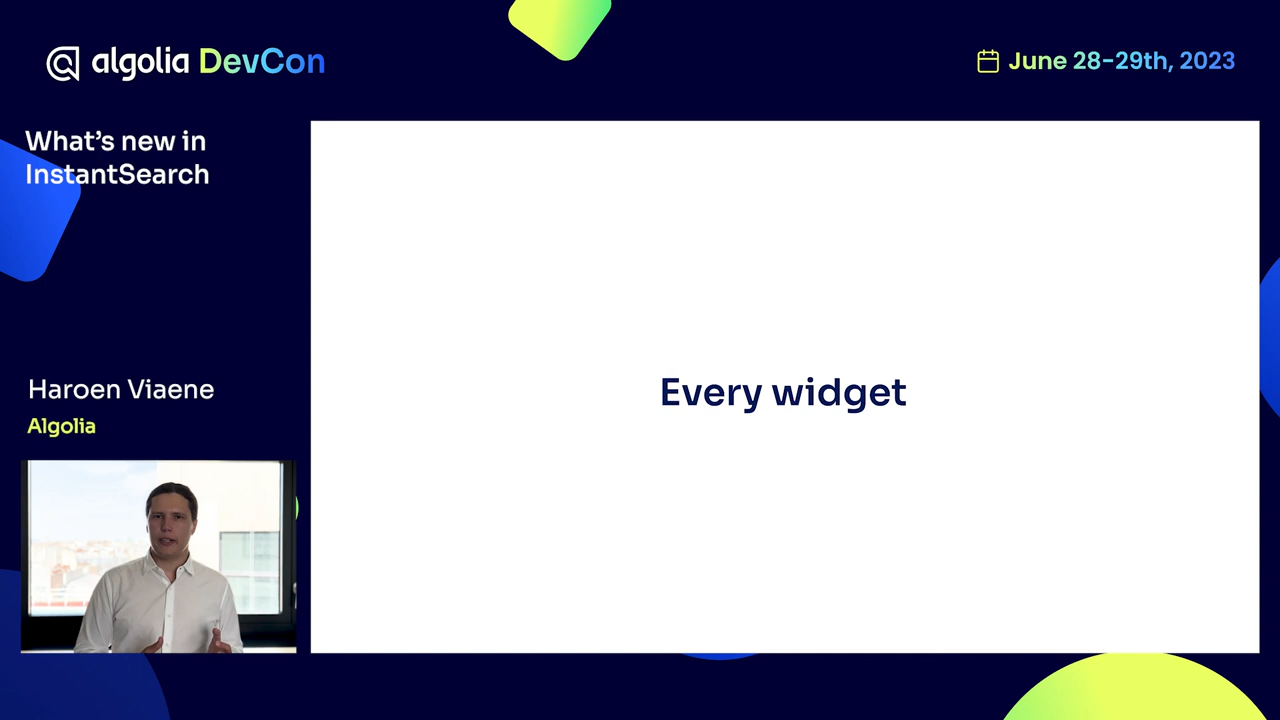 algolia DevCon
June 28-29th, 2023
What's new in
InstantSearch
Every widget
Haroen Viaene
Algolia